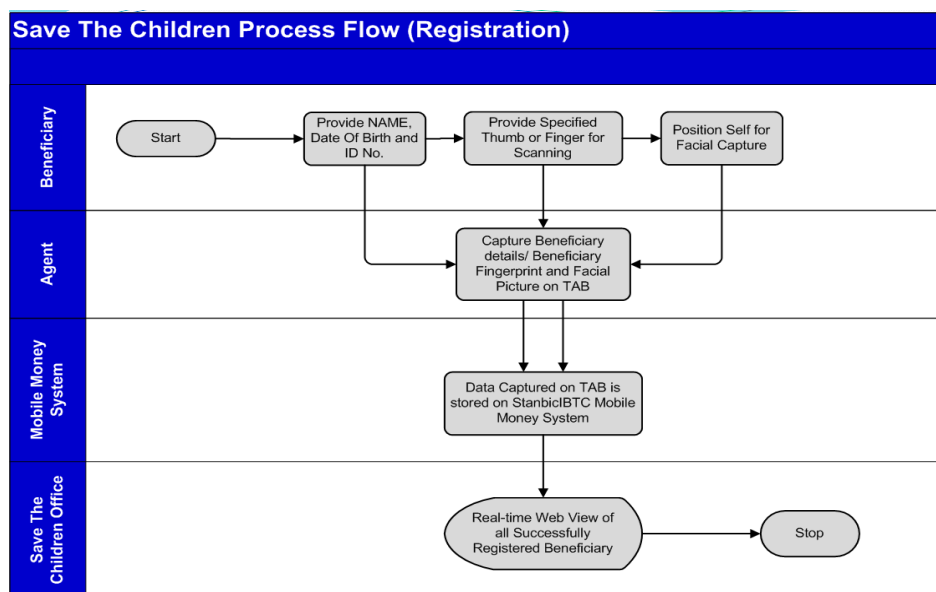 Save The Children Process Flow (Registration)
Beneficiary
Start
Provide NAME,
Date Of Birth and
ID No.
Provide Specified
Thumb or Finger for
Scanning
Position Self for
Facial Capture
Agent
Capture Beneficiary
details/ Beneficiary
Fingerprint and Facial
Picture on TAB
Mobile Money
System
Data Captured on TAB is
stored on StanbicIBTC Mobile
Money System
Save The
Children Office
Real-time Web View of
all Successfully
Registered Beneficiary
Stop